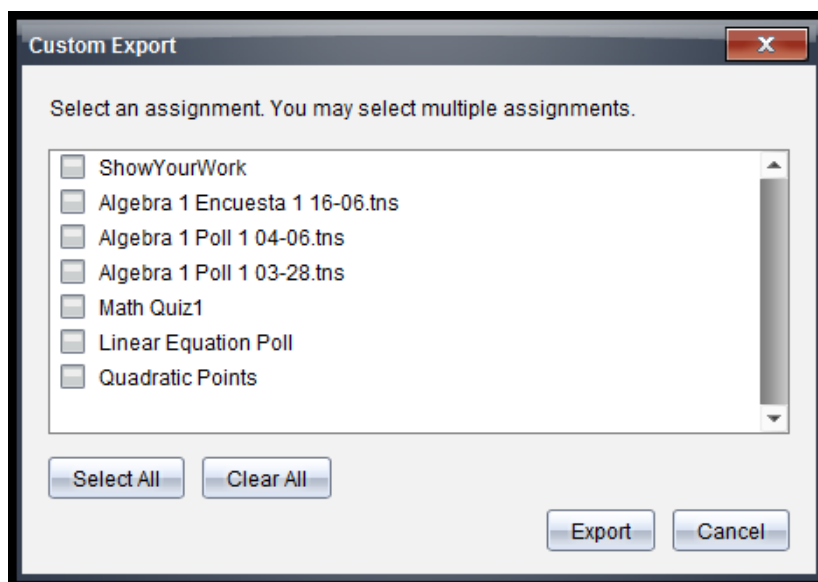 Custom Export
Select an assignment. You may select multiple assignments.
ShowYourWork
Algebra 1 Encuesta 1 16-06.tns
Algebra 1 Poll 1 04-06.tns
Algebra 1 Poll 1 03-28.tns
Math Quiz1
Linear Equation Poll
Quadratic Points
Select All Clear All
Export Cancel